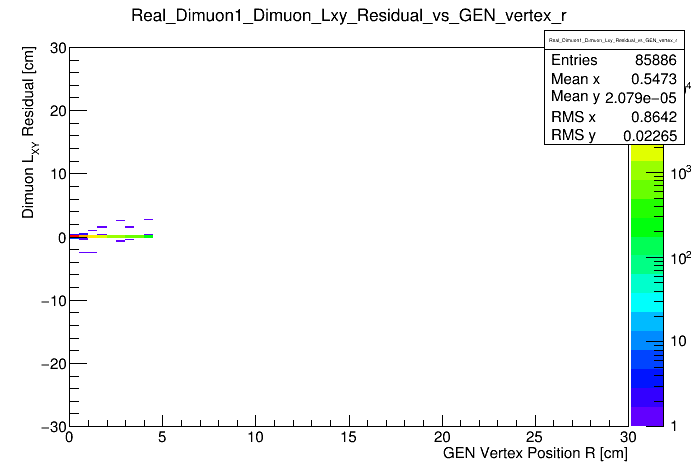 Real_Dimuon1_Dimuon_Lxy_Residual_vs_GEN_vertex_r
Real_Dimuon1_Dimuon_Lxy_Residual_vs_GEN_vertex_r
Entries 85886
Mean x 0.5473
Mean y 2.079e−05
RMS x 0.8642
RMS y 0.02265
Dimuon LXY Residual [cm]
30
20
10
0
−10
−20
−30
0 5 10 15 20 25 30
GEN Vertex Position R [cm]
4
10³
10²
10
1